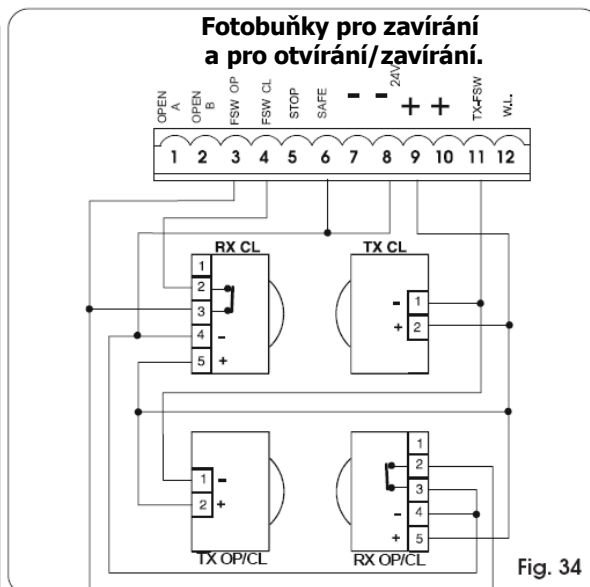 Fotobuňky pro zavírání
a pro otvírání/zavírání.
OPEN A
OPEN B
FSW OP
FSW CL
STOP
SAFE
-
-
24V
+
+
TX-FSW
W.L.
1 2 3 4 5 6 7 8 9 10 11 12
RX CL
1
2
3
4 -
5 +
TX CL
- 1
+ 2
1 -
2 +
TX OP/CL
1
2
3
- 4
+ 5
RX OP/CL
Fig. 34